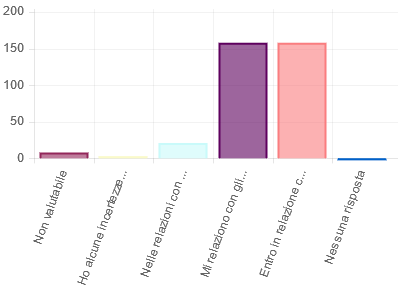 200
150
100
50
0
Non valutabile
Ho alcune incertezze...
Nelle relazioni con ...
Mi relaziono con gli...
Entro in relazione c...
Nessuna risposta